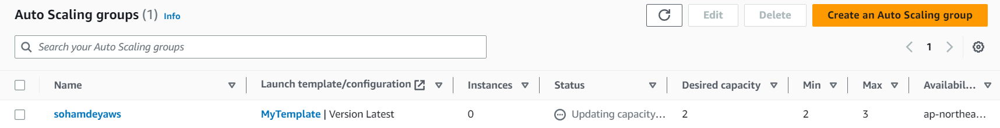 Auto Scaling groups (1) Info
Edit Delete Create an Auto Scaling group
Search your Auto Scaling groups
1
Name Launch template/configuration Instances Status Desired capacity Min Max Availabil...
sohamdeyaws MyTemplate | Version Latest 0 Updating capacity... 2 2 3 ap-northea...